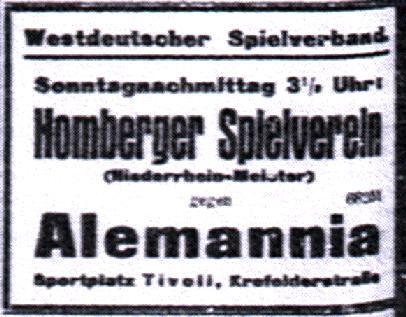 Westdeutscher Spielverband
Sonntagnachmittag 3½ Uhr:
Homberger Spielverein
(Niederrhein-Meister)
gegen
Alemannia
Sportplatz Tivoli, Krefelderstraße